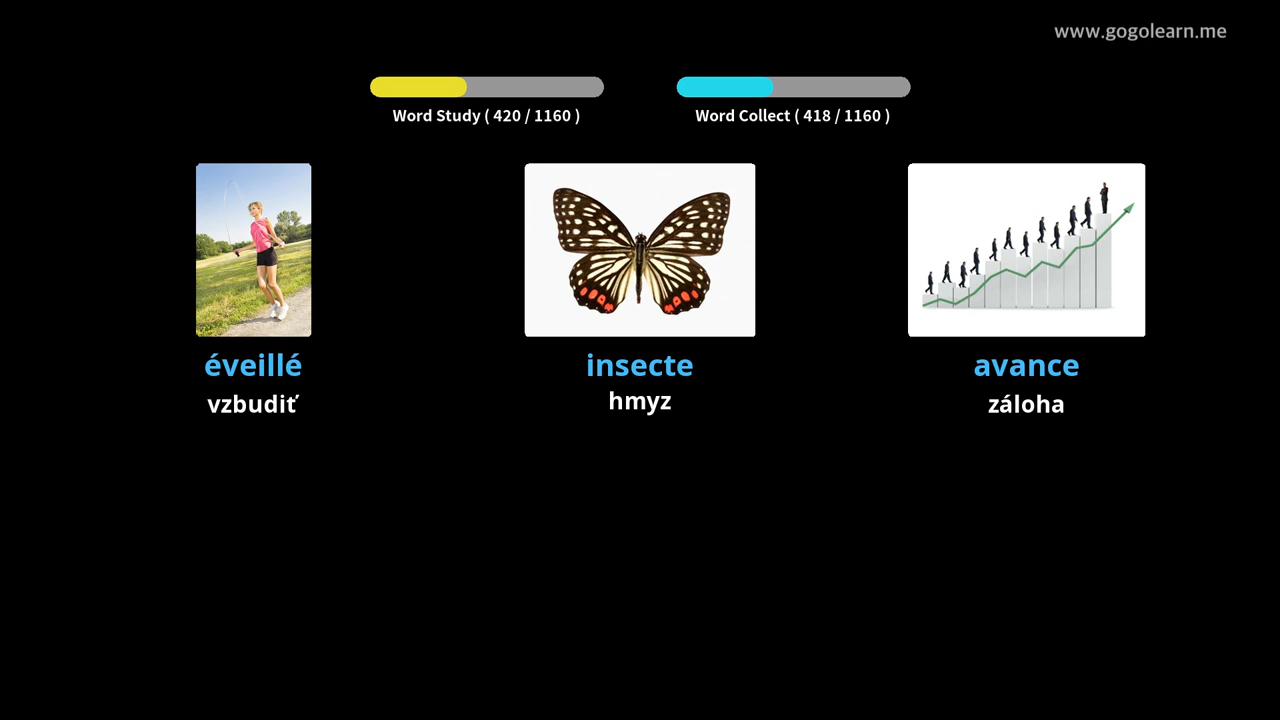 www.gogolearn.me
Word Study ( 420 / 1160 )
Word Collect ( 418 / 1160 )
éveillé
insecte
avance
vzbudiť
hmyz
záloha